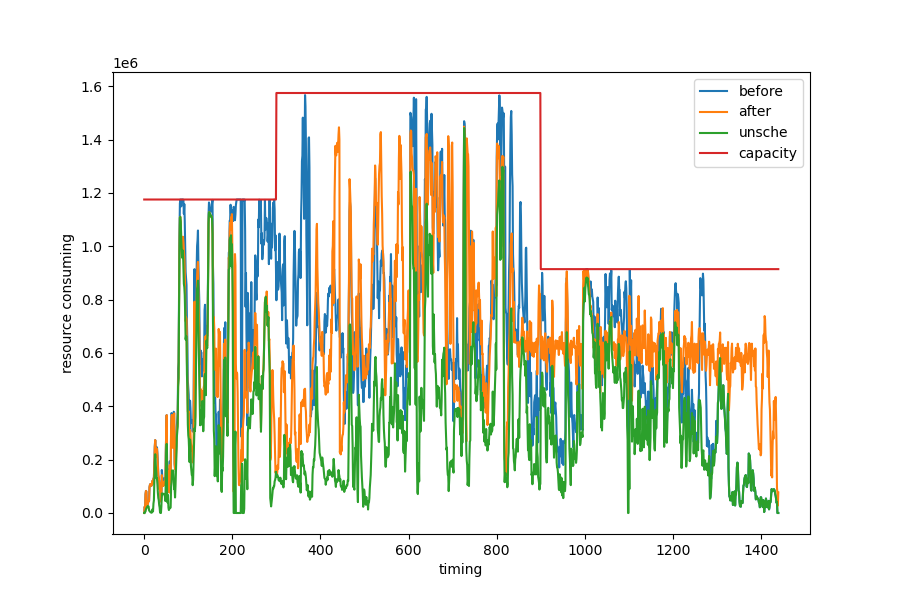 1e6
1.6
1.4
1.2
1.0
0.8
0.6
0.4
0.2
0.0
resource consuming
before
after
unsche
capacity
0 200 400 600 800 1000 1200 1400
timing